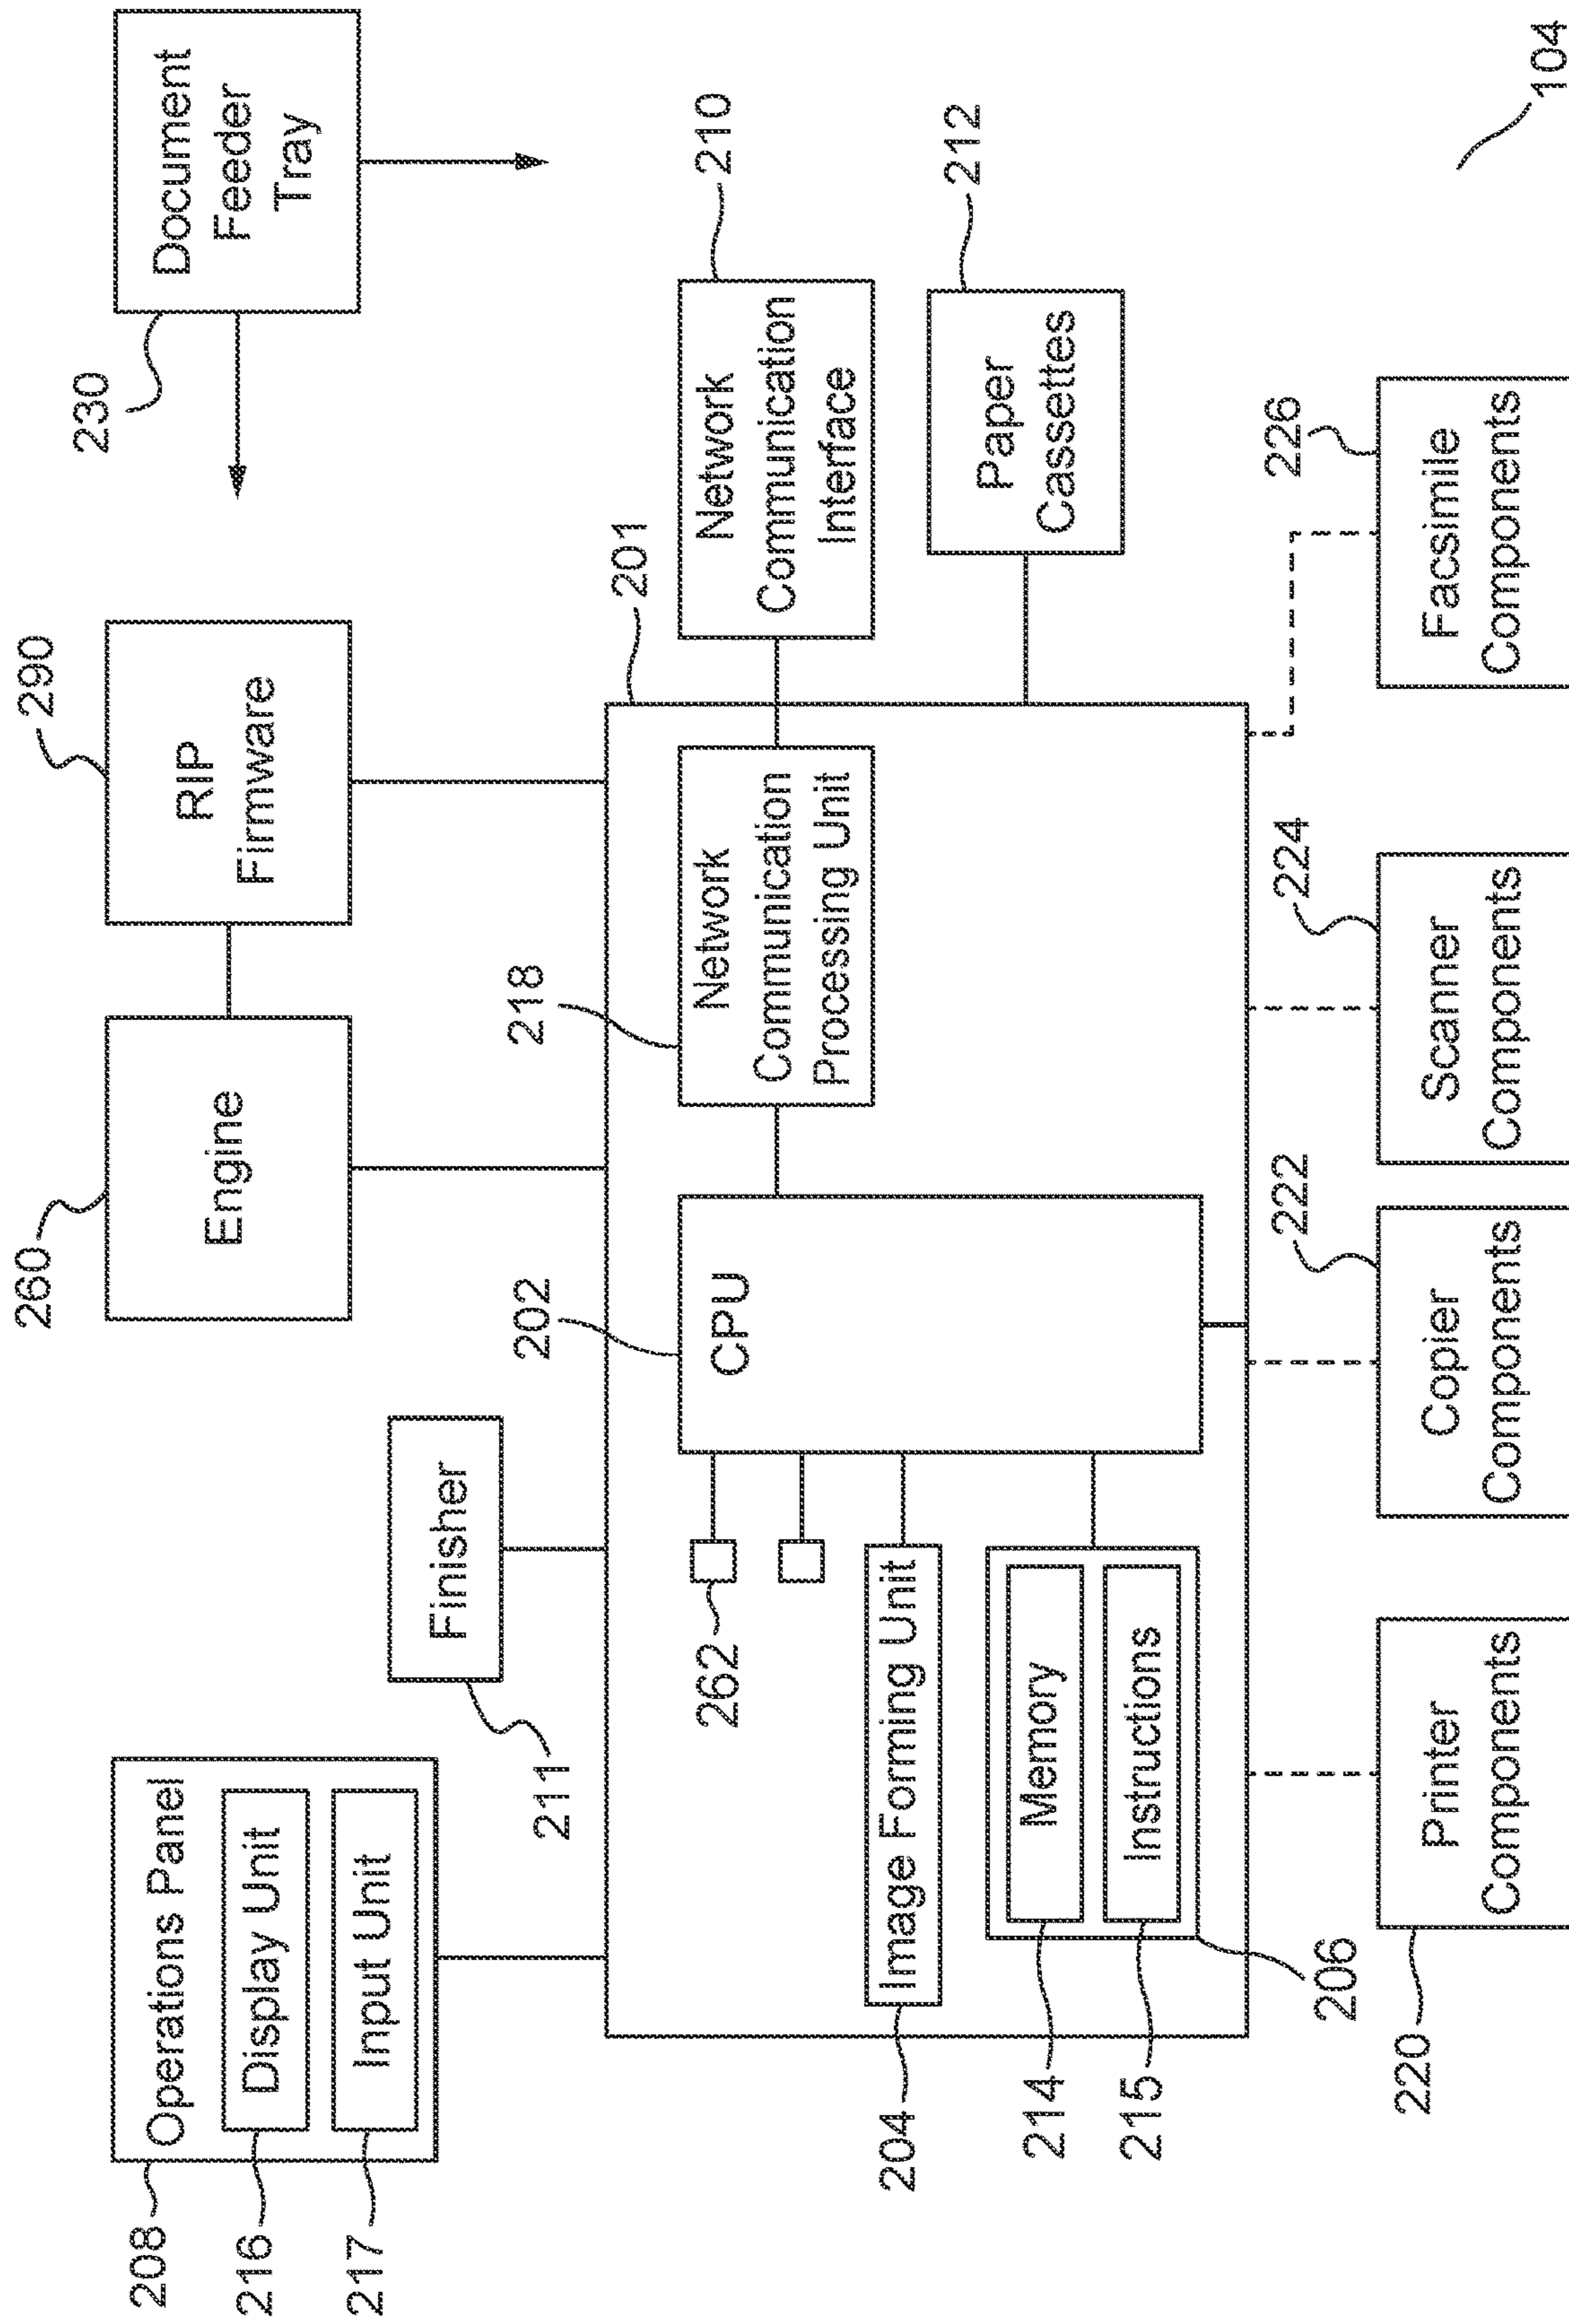 208
Operations Panel
216
Display Unit
217
Input Unit
211
Finisher
260
Engine
290
RIP
Firmware
230
Document
Feeder
Tray
201
202
CPU
218
Network
Communication
Processing Unit
210
Network
Communication
Interface
212
Paper
Cassettes
262
204
Image Forming Unit
214
Memory
215
Instructions
206
220
Printer
Components
222
Copier
Components
224
Scanner
Components
226
Facsimile
Components
104